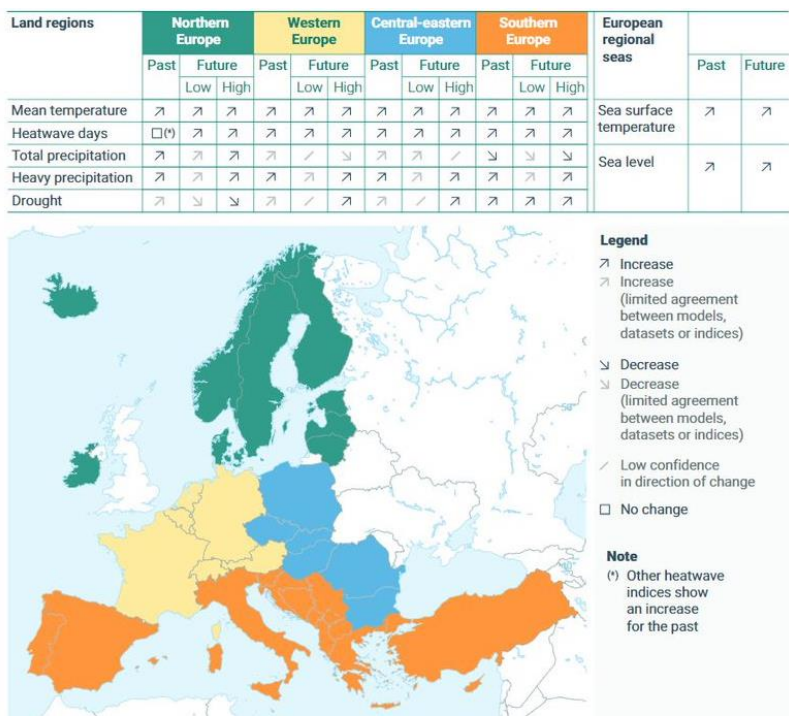 Land regions Northern Europe Western Europe Central-eastern Europe Southern Europe European regional seas
Past Future Past Future Past Future Past Future Past Future
Low High Low High Low High Low High
Mean temperature ↗ ↗ ↗ ↗ ↗ ↗ ↗ ↗ ↗ ↗ ↗ ↗ Sea surface temperature ↗ ↗
Heatwave days □(*) ↗ ↗ ↗ ↗ ↗ ↗ ↗ ↗ ↗ ↗ ↗
Total precipitation ↗ ↗ ↗ ↗ ∕ ↘ ↗ ↗ ∕ ↘ ↘ ↘ Sea level ↗ ↗
Heavy precipitation ↗ ↗ ↗ ↗ ↗ ↗ ↗ ↗ ↗ ↗ ↗ ↗
Drought ↗ ↘ ↘ ↗ ∕ ↗ ↗ ∕ ↗ ↗ ↗ ↗
Legend
↗ Increase
↗ Increase
(limited agreement
between models,
datasets or indices)
↘ Decrease
↘ Decrease
(limited agreement
between models,
datasets or indices)
∕ Low confidence
in direction of change
□ No change
Note
(*) Other heatwave
indices show
an increase
for the past